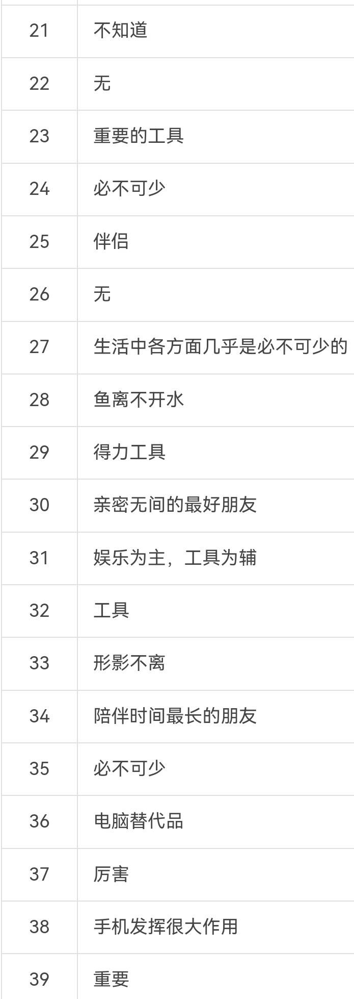 21 不知道
22 无
23 重要的工具
24 必不可少
25 伴侣
26 无
27 生活中各方面几乎是必不可少的
28 鱼离不开水
29 得力工具
30 亲密无间的最好朋友
31 娱乐为主，工具为辅
32 工具
33 形影不离
34 陪伴时间最长的朋友
35 必不可少
36 电脑替代品
37 厉害
38 手机发挥很大作用
39 重要